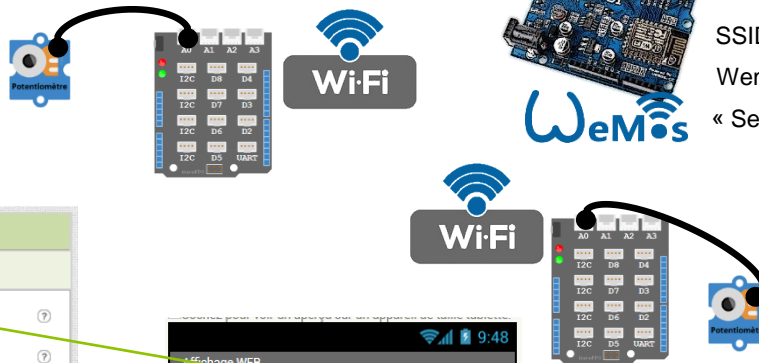 A0 A1 A2 A3
I2C D8 D4
I2C D7 D3
I2C D6 D2
I2C D5 UART
Potentiomètre
Wi-Fi
SSID
« Se
WeMos
Wi-Fi
A0 A1 A2 A3
I2C D8 D4
I2C D7 D3
I2C D6 D2
I2C D5 UART
Potentiomètre
?
?
9:48
Affichage WEB